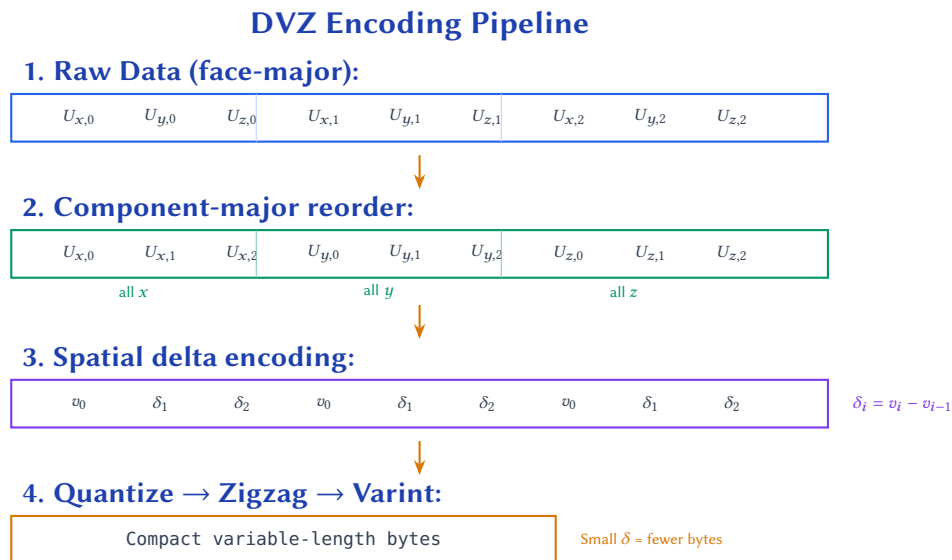 DVZ Encoding Pipeline
1. Raw Data (face-major):
U_{x,0} U_{y,0} U_{z,0} U_{x,1} U_{y,1} U_{z,1} U_{x,2} U_{y,2} U_{z,2}
2. Component-major reorder:
U_{x,0} U_{x,1} U_{x,2} U_{y,0} U_{y,1} U_{y,2} U_{z,0} U_{z,1} U_{z,2}
all x all y all z
3. Spatial delta encoding:
v_0 δ_1 δ_2 v_0 δ_1 δ_2 v_0 δ_1 δ_2 δ_i = v_i − v_{i−1}
4. Quantize → Zigzag → Varint:
Compact variable-length bytes Small δ = fewer bytes